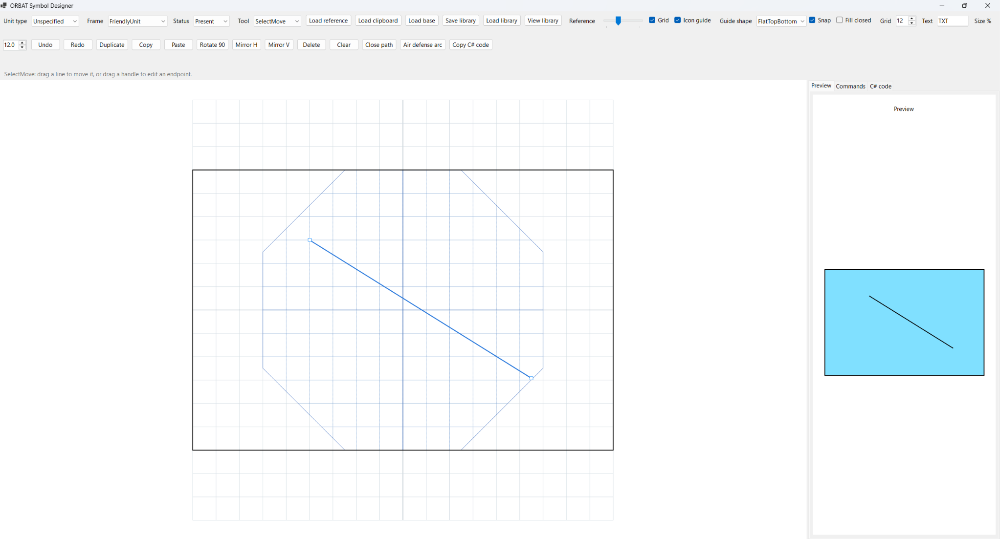 ORBAT Symbol Designer
Unit type Unspecified Frame FriendlyUnit Status Present Tool SelectMove Load reference Load clipboard Load base Save library Load library View library Reference Grid Icon guide Guide shape FlatTopBottom Snap Fill closed Grid 12 Text TXT Size %
12.0 Undo Redo Duplicate Copy Paste Rotate 90 Mirror H Mirror V Delete Clear Close path Air defense arc Copy C# code
SelectMove: drag a line to move it, or drag a handle to edit an endpoint.
Preview Commands C# code
Preview